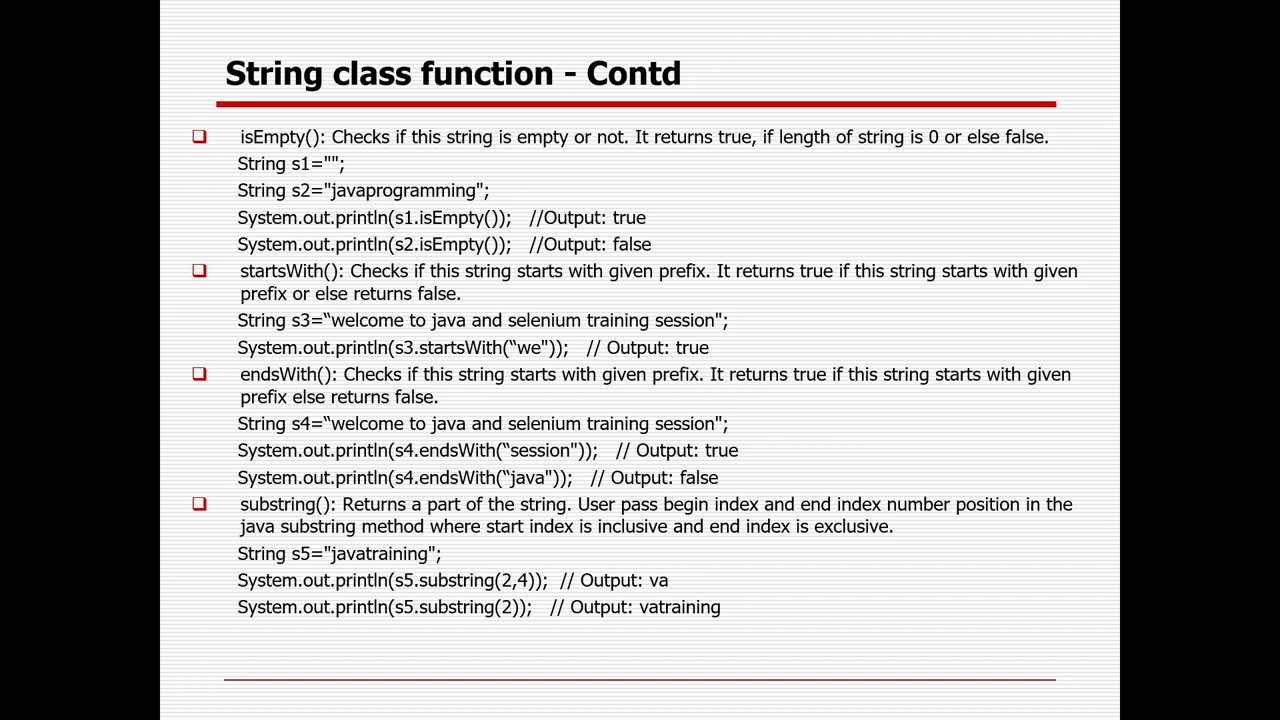 String class function - Contd
isEmpty(): Checks if this string is empty or not. It returns true, if length of string is 0 or else false.
String s1="";
String s2="javaprogramming";
System.out.println(s1.isEmpty());   //Output: true
System.out.println(s2.isEmpty());   //Output: false
startsWith(): Checks if this string starts with given prefix. It returns true if this string starts with given
prefix or else returns false.
String s3=“welcome to java and selenium training session";
System.out.println(s3.startsWith(“we"));   // Output: true
endsWith(): Checks if this string starts with given prefix. It returns true if this string starts with given
prefix else returns false.
String s4=“welcome to java and selenium training session";
System.out.println(s4.endsWith(“session"));   // Output: true
System.out.println(s4.endsWith(“java"));   // Output: false
substring(): Returns a part of the string. User pass begin index and end index number position in the
java substring method where start index is inclusive and end index is exclusive.
String s5="javatraining";
System.out.println(s5.substring(2,4));  // Output: va
System.out.println(s5.substring(2));   // Output: vatraining